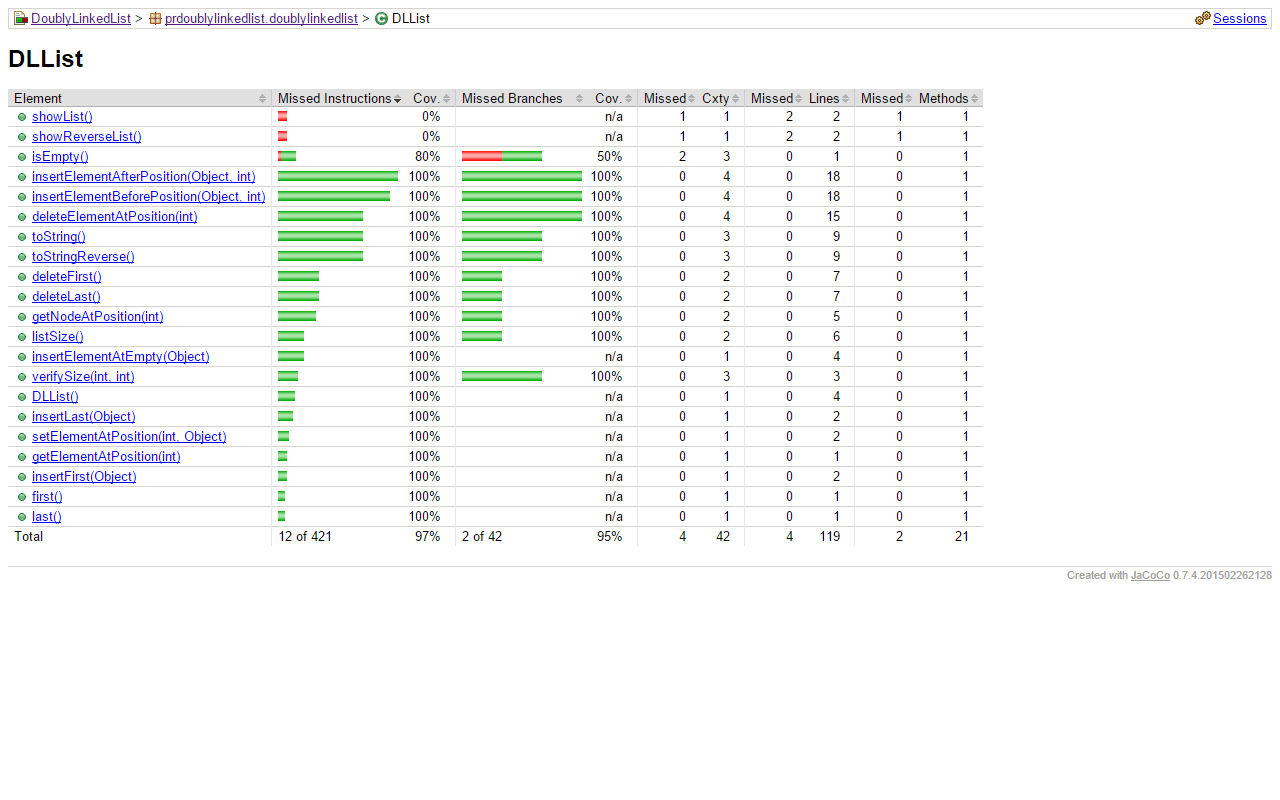 DoublyLinkedList > prdoublylinkedlist.doublylinkedlist > C DLList Sessions
DLList
Element Missed Instructions Cov. Missed Branches Cov. Missed Cxty Missed Lines Missed Methods
showList() 0% n/a 1 1 2 2 1 1
showReverseList() 0% n/a 1 1 2 2 1 1
isEmpty() 80% 50% 2 3 0 1 0 1
insertElementAfterPosition(Object, int) 100% 100% 0 4 0 18 0 1
insertElementBeforePosition(Object, int) 100% 100% 0 4 0 18 0 1
deleteElementAtPosition(int) 100% 100% 0 4 0 15 0 1
toString() 100% 100% 0 3 0 9 0 1
toStringReverse() 100% 100% 0 3 0 9 0 1
deleteFirst() 100% 100% 0 2 0 7 0 1
deleteLast() 100% 100% 0 2 0 7 0 1
getNodeAtPosition(int) 100% 100% 0 2 0 5 0 1
listSize() 100% 100% 0 2 0 6 0 1
insertElementAtEmpty(Object) 100% n/a 0 1 0 4 0 1
verifySize(int, int) 100% 100% 0 3 0 3 0 1
DLList() 100% n/a 0 1 0 4 0 1
insertLast(Object) 100% n/a 0 1 0 2 0 1
setElementAtPosition(int, Object) 100% n/a 0 1 0 2 0 1
getElementAtPosition(int) 100% n/a 0 1 0 1 0 1
insertFirst(Object) 100% n/a 0 1 0 2 0 1
first() 100% n/a 0 1 0 1 0 1
last() 100% n/a 0 1 0 1 0 1
Total 12 of 421 97% 2 of 42 95% 4 42 4 119 2 21
Created with JaCoCo 0.7.4.201502262128